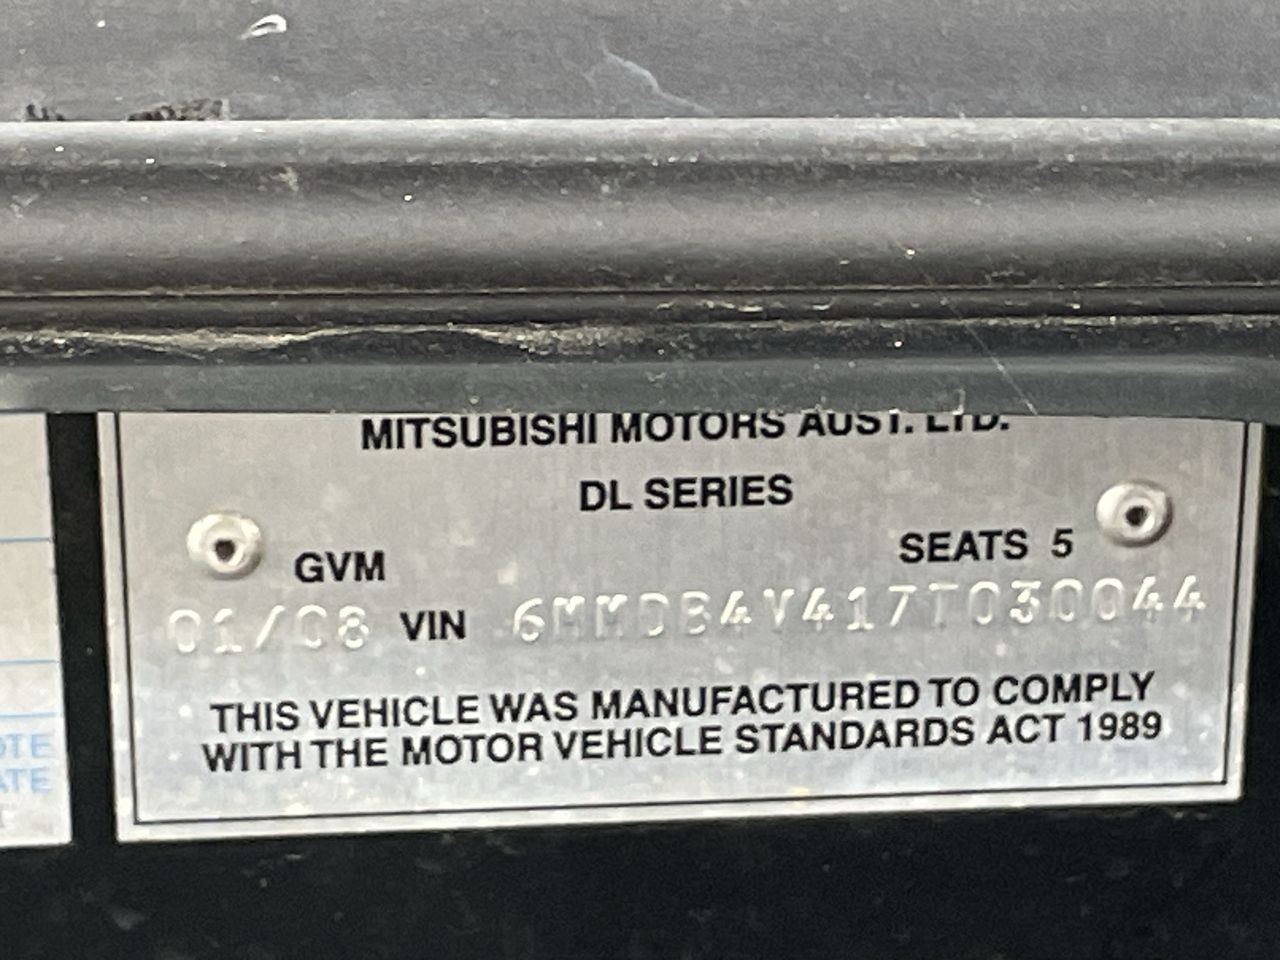 MITSUBISHI MOTORS AUST. LTD.
DL SERIES
SEATS 5
GVM
01/08 VIN 6MMDB4V417T030044
THIS VEHICLE WAS MANUFACTURED TO COMPLY
WITH THE MOTOR VEHICLE STANDARDS ACT 1989